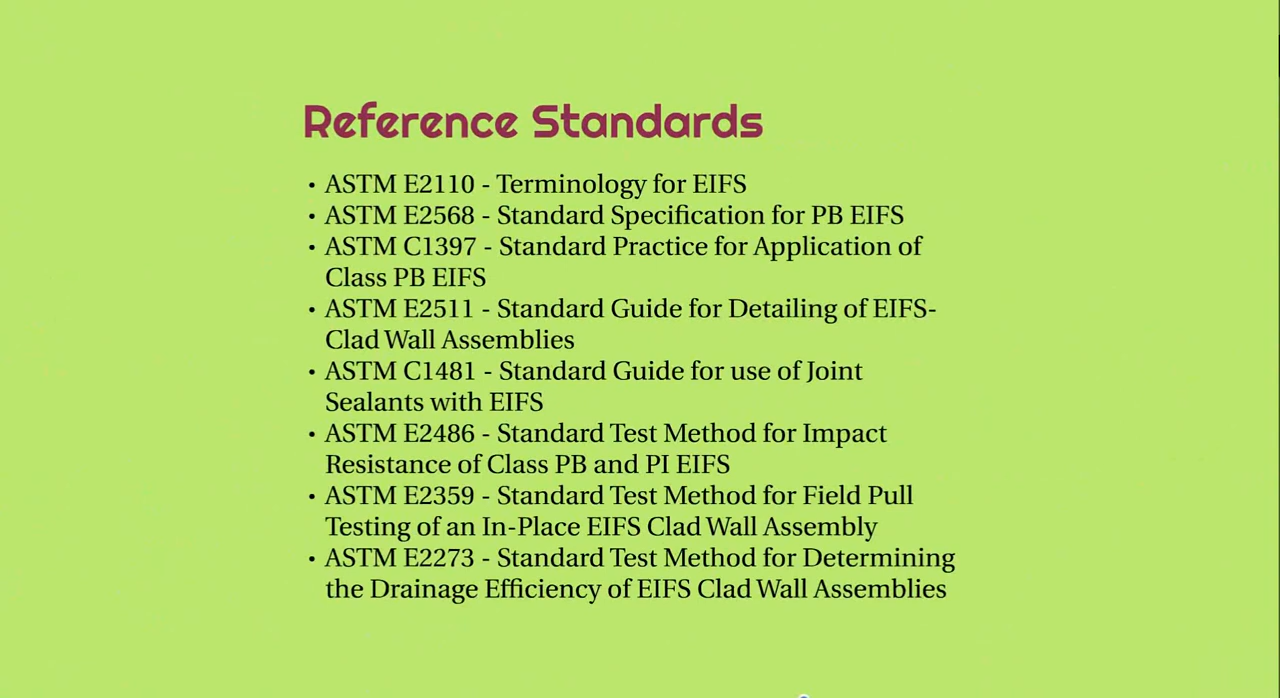 Reference Standards
• ASTM E2110 - Terminology for EIFS
• ASTM E2568 - Standard Specification for PB EIFS
• ASTM C1397 - Standard Practice for Application of
Class PB EIFS
• ASTM E2511 - Standard Guide for Detailing of EIFS-
Clad Wall Assemblies
• ASTM C1481 - Standard Guide for use of Joint
Sealants with EIFS
• ASTM E2486 - Standard Test Method for Impact
Resistance of Class PB and PI EIFS
• ASTM E2359 - Standard Test Method for Field Pull
Testing of an In-Place EIFS Clad Wall Assembly
• ASTM E2273 - Standard Test Method for Determining
the Drainage Efficiency of EIFS Clad Wall Assemblies